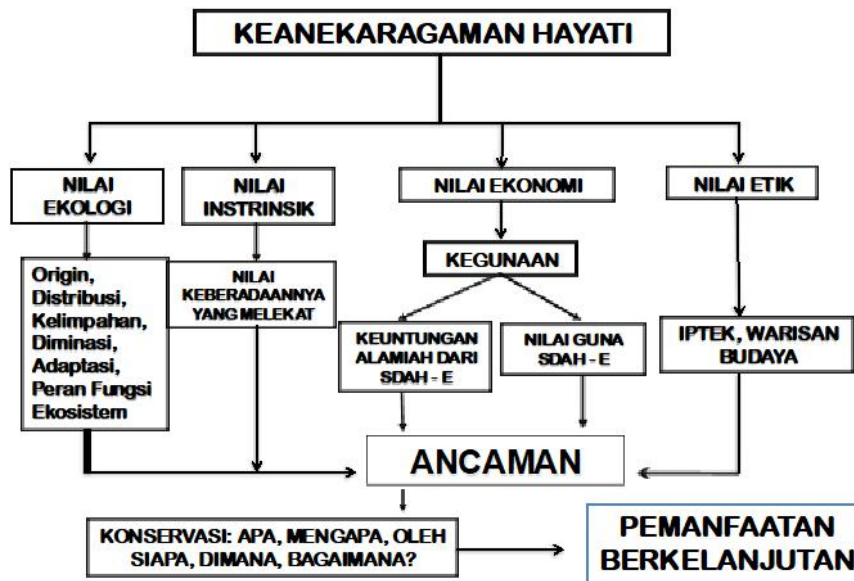 KEANEKARAGAMAN HAYATI
NILAI
EKOLOGI
NILAI
INSTRINSIK
NILAI EKONOMI
NILAI ETIK
Origin,
Distribusi,
Kelimpahan,
Diminasi,
Adaptasi,
Peran Fungsi
Ekosistem
NILAI
KEBERADAANNYA
YANG MELEKAT
KEGUNAAN
KEUNTUNGAN
ALAMIAH DARI
SDAH - E
NILAI GUNA
SDAH - E
IPTEK, WARISAN
BUDAYA
ANCAMAN
KONSERVASI: APA, MENGAPA, OLEH
SIAPA, DIMANA, BAGAIMANA?
PEMANFAATAN
BERKELANJUTAN